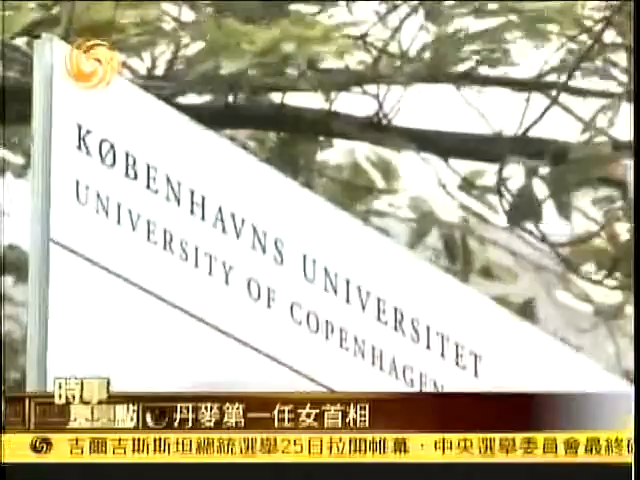 KØBENHAVNS UNIVERSITET
UNIVERSITY OF COPENHAGEN
時事
亮點
丹麥第一任女首相
吉爾吉斯斯坦總統選舉25日拉開帷幕，中央選舉委員會最終